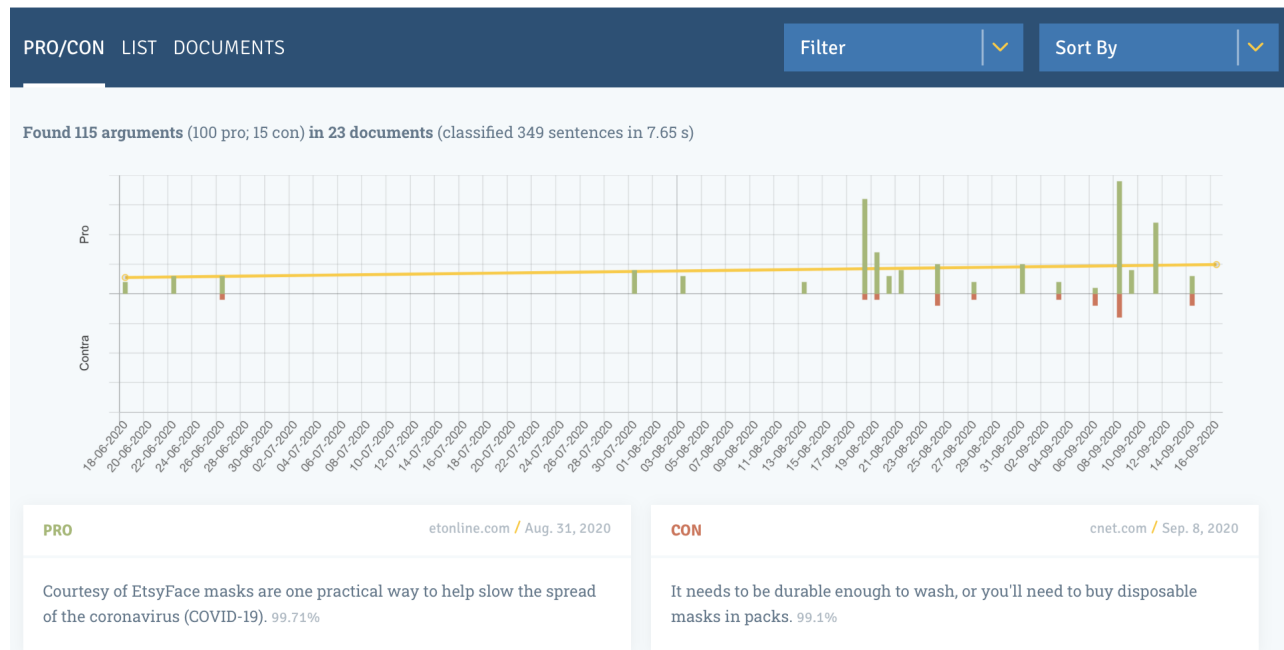 PRO/CON LIST DOCUMENTS Filter Sort By
Found 115 arguments (100 pro; 15 con) in 23 documents (classified 349 sentences in 7.65 s)
Pro
Contra
18-06-2020 20-06-2020 22-06-2020 24-06-2020 26-06-2020 28-06-2020 30-06-2020 02-07-2020 04-07-2020 06-07-2020 08-07-2020 10-07-2020 12-07-2020 14-07-2020 16-07-2020 18-07-2020 20-07-2020 22-07-2020 24-07-2020 26-07-2020 28-07-2020 30-07-2020 01-08-2020 03-08-2020 05-08-2020 07-08-2020 09-08-2020 11-08-2020 13-08-2020 15-08-2020 17-08-2020 19-08-2020 21-08-2020 23-08-2020 25-08-2020 27-08-2020 29-08-2020 31-08-2020 02-09-2020 04-09-2020 06-09-2020 08-09-2020 10-09-2020 12-09-2020 14-09-2020 16-09-2020
PRO etonline.com / Aug. 31, 2020
Courtesy of EtsyFace masks are one practical way to help slow the spread
of the coronavirus (COVID-19). 99.71%
CON cnet.com / Sep. 8, 2020
It needs to be durable enough to wash, or you'll need to buy disposable
masks in packs. 99.1%